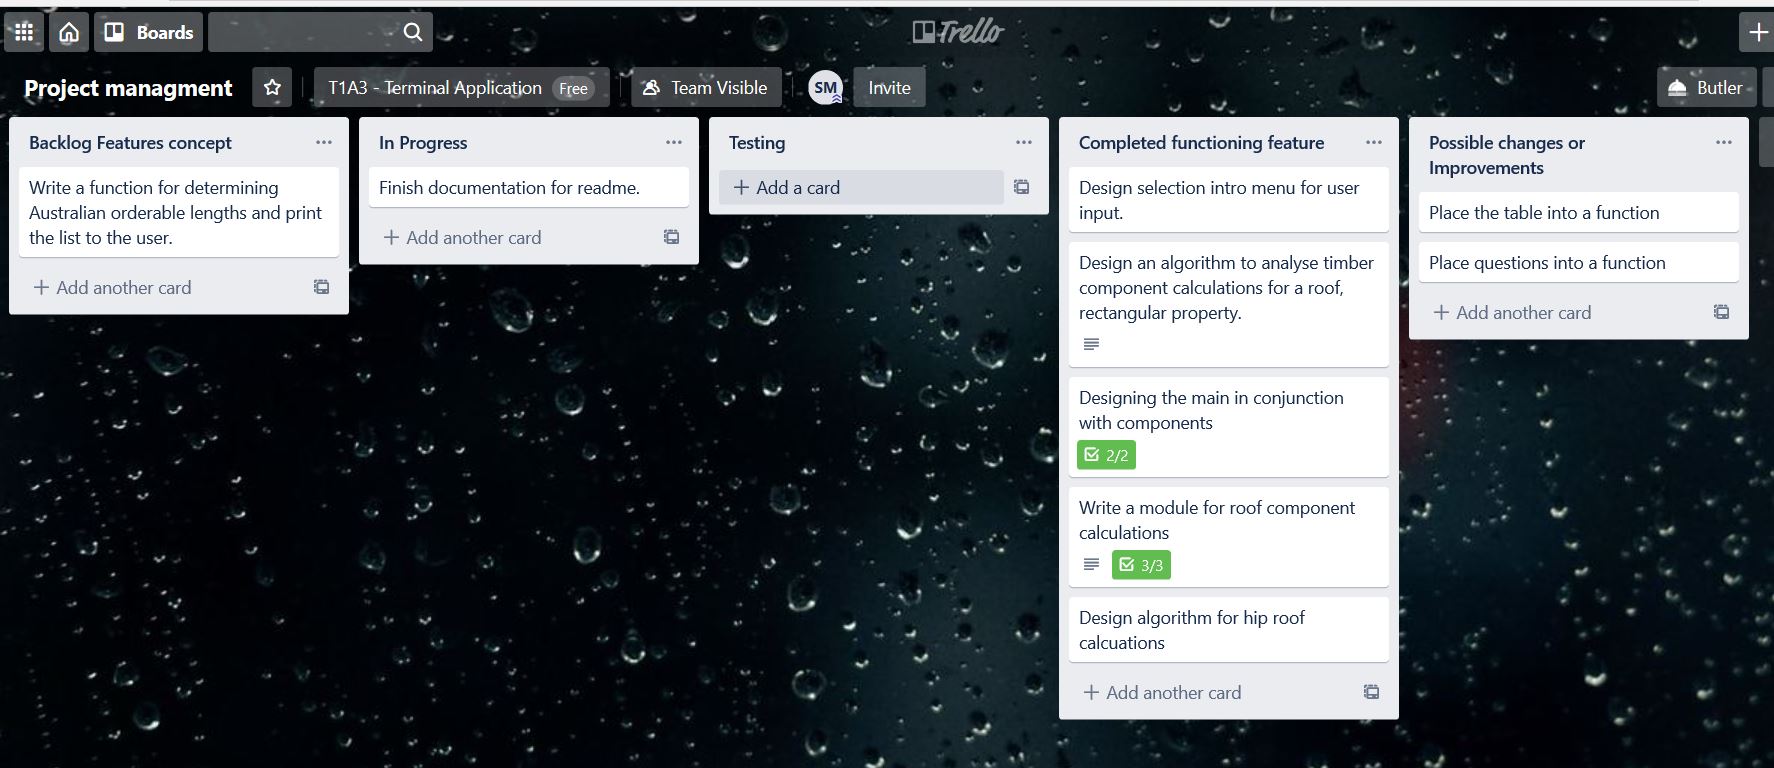 Boards
Trello
Project managment
T1A3 - Terminal Application Free
Team Visible
SM
Invite
Butler
Backlog Features concept
Write a function for determining
Australian orderable lengths and print
the list to the user.
+ Add another card
In Progress
Finish documentation for readme.
+ Add another card
Testing
+ Add a card
Completed functioning feature
Design selection intro menu for user
input.
Design an algorithm to analyse timber
component calculations for a roof,
rectangular property.
Designing the main in conjunction
with components
2/2
Write a module for roof component
calculations
3/3
Design algorithm for hip roof
calcuations
+ Add another card
Possible changes or
Improvements
Place the table into a function
Place questions into a function
+ Add another card